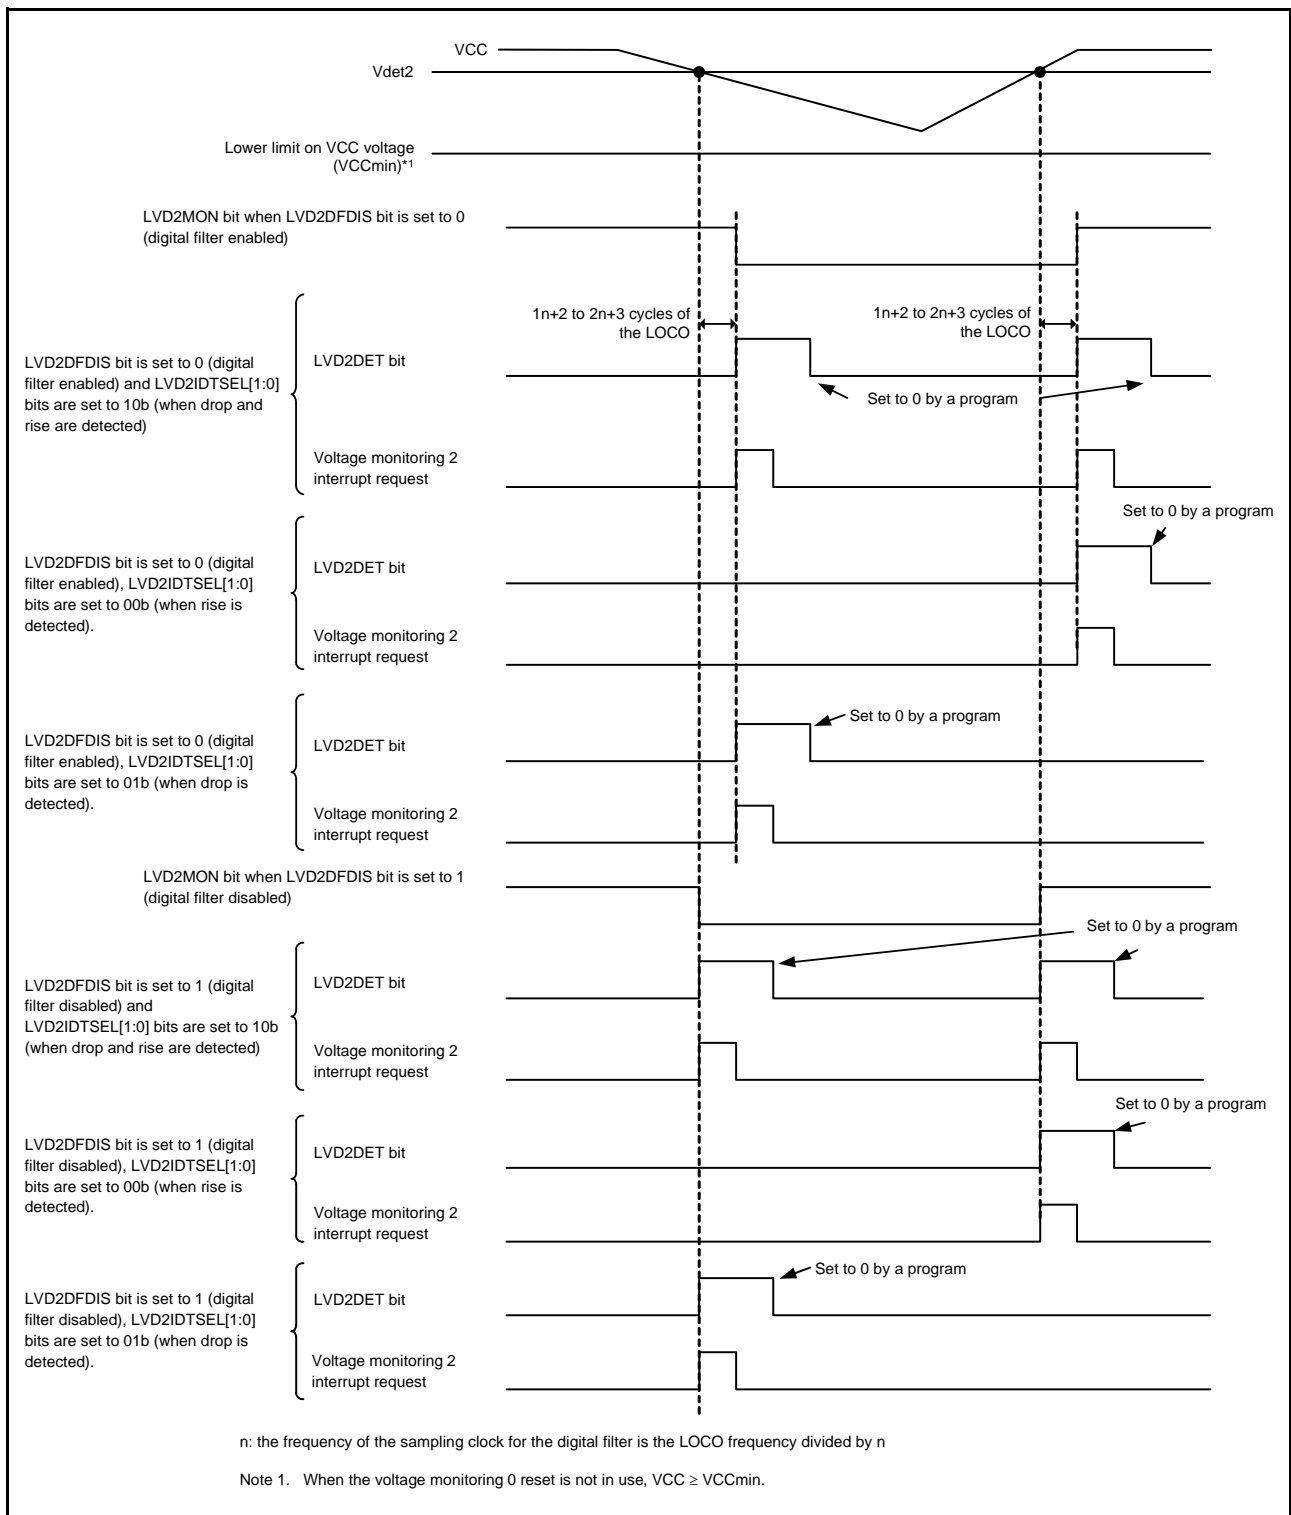 VCC
Vdet2
Lower limit on VCC voltage
(VCCmin)*1
LVD2MON bit when LVD2DFDIS bit is set to 0
(digital filter enabled)
1n+2 to 2n+3 cycles of
the LOCO
1n+2 to 2n+3 cycles of
the LOCO
LVD2DFDIS bit is set to 0 (digital
filter enabled) and LVD2IDTSEL[1:0]
bits are set to 10b (when drop and
rise are detected)
LVD2DET bit
Set to 0 by a program
Voltage monitoring 2
interrupt request
Set to 0 by a program
LVD2DFDIS bit is set to 0 (digital
filter enabled), LVD2IDTSEL[1:0]
bits are set to 00b (when rise is
detected).
LVD2DET bit
Voltage monitoring 2
interrupt request
LVD2DFDIS bit is set to 0 (digital
filter enabled), LVD2IDTSEL[1:0]
bits are set to 01b (when drop is
detected).
LVD2DET bit
Set to 0 by a program
Voltage monitoring 2
interrupt request
LVD2MON bit when LVD2DFDIS bit is set to 1
(digital filter disabled)
Set to 0 by a program
LVD2DFDIS bit is set to 1 (digital
filter disabled) and
LVD2IDTSEL[1:0] bits are set to 10b
(when drop and rise are detected)
LVD2DET bit
Voltage monitoring 2
interrupt request
Set to 0 by a program
LVD2DFDIS bit is set to 1 (digital
filter disabled), LVD2IDTSEL[1:0]
bits are set to 00b (when rise is
detected).
LVD2DET bit
Voltage monitoring 2
interrupt request
Set to 0 by a program
LVD2DFDIS bit is set to 1 (digital
filter disabled), LVD2IDTSEL[1:0]
bits are set to 01b (when drop is
detected).
LVD2DET bit
Voltage monitoring 2
interrupt request
n: the frequency of the sampling clock for the digital filter is the LOCO frequency divided by n
Note 1. When the voltage monitoring 0 reset is not in use, VCC ≥ VCCmin.